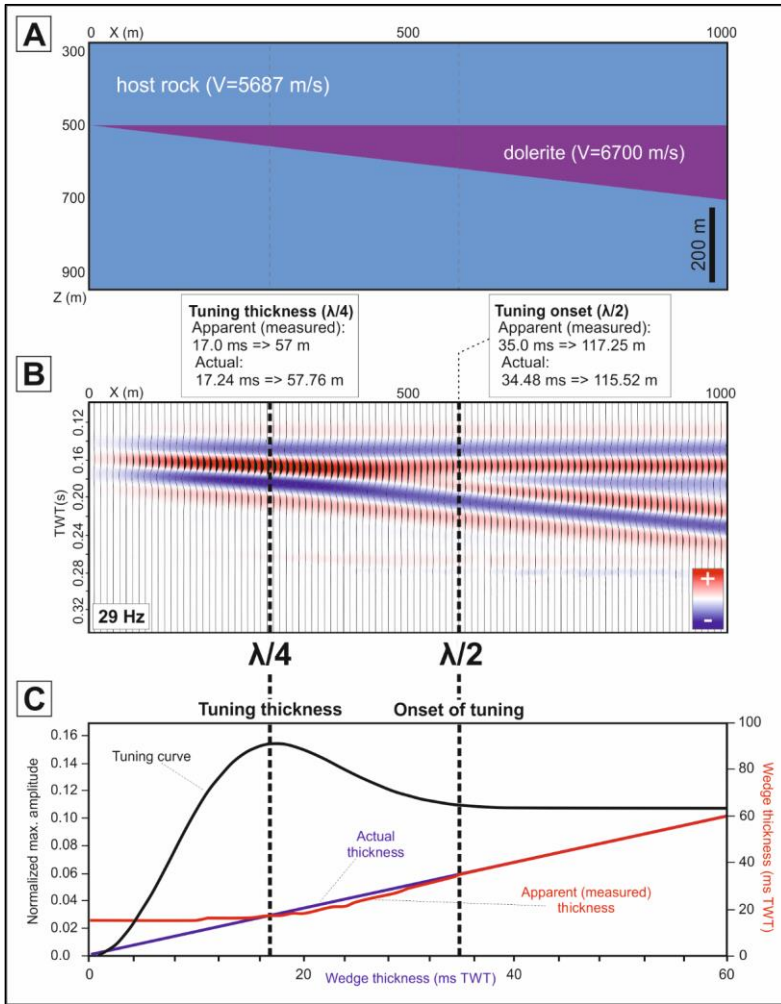 A
0 X (m) 500 1000
300
host rock (V=5687 m/s)
500
dolerite (V=6700 m/s)
700
200 m
900
Z (m)
Tuning thickness (λ/4)
Apparent (measured):
17.0 ms => 57 m
Actual:
17.24 ms => 57.76 m
Tuning onset (λ/2)
Apparent (measured):
35.0 ms => 117.25 m
Actual:
34.48 ms => 115.52 m
B
0 X (m) 500 1000
0.12
0.16
0.20
0.24
0.28
0.32
TWT(s)
29 Hz
+
-
λ/4 λ/2
C
Tuning thickness Onset of tuning
0.16
0.14
0.12
0.10
0.08
0.06
0.04
0.02
0.0
Normalized max. amplitude
Tuning curve
Actual
thickness
Apparent (measured)
thickness
100
80
60
40
20
0
Wedge thickness
(ms TWT)
0 20 40 60
Wedge thickness (ms TWT)